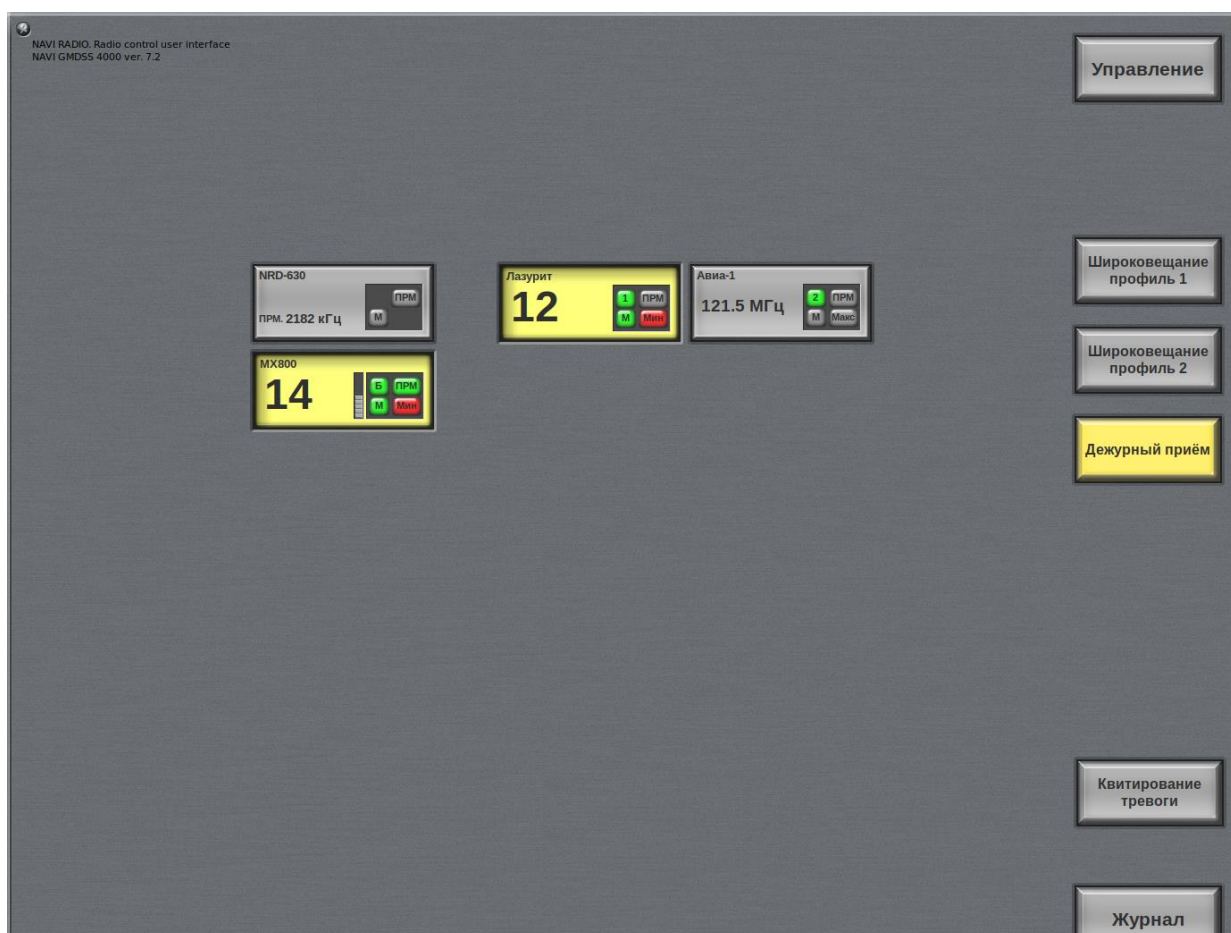 NAVI RADIO. Radio control user interface
NAVI GMDSS 4000 ver. 7.2
Управление
Широковещание
профиль 1
NRD-630
ПРМ
ПРМ. 2182 кГц
М
Лазурит
12
1 ПРМ
М Мин
Авиа-1
121.5 МГц
2 ПРМ
М Макс
Широковещание
профиль 2
MX800
14
Б ПРМ
М Мин
Дежурный приём
Квитирование
тревоги
Журнал